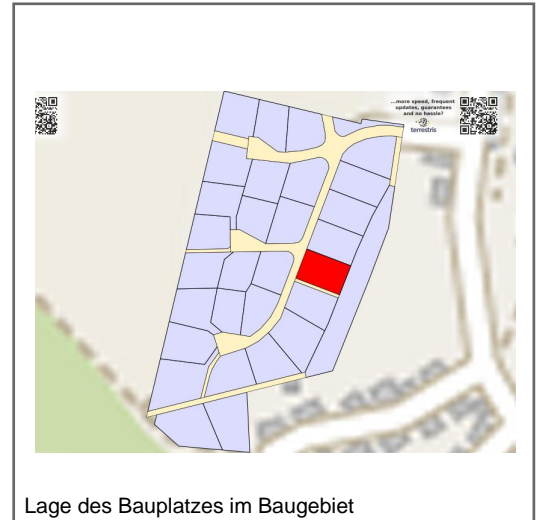 ...more speed, frequent
updates, guarantees
and no hassle?
terrestris
Lage des Bauplatzes im Baugebiet